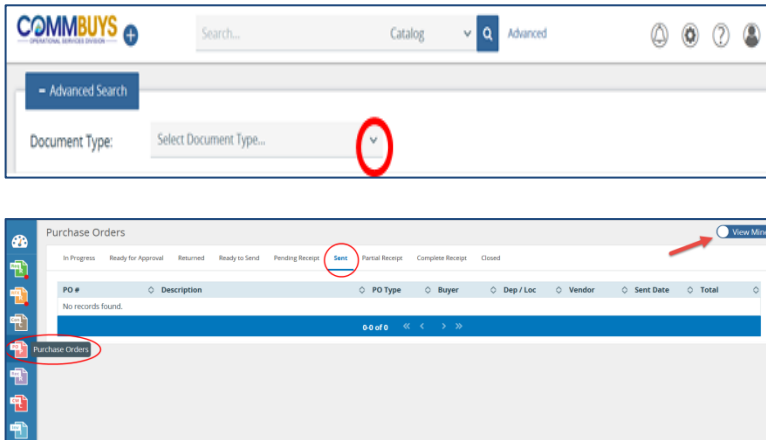 COMMBUYS
OPERATIONAL SERVICES DIVISION
Search... Catalog Advanced
- Advanced Search
Document Type: Select Document Type...
Purchase Orders
View Mine
In Progress Ready for Approval Returned Ready to Send Pending Receipt Sent Partial Receipt Complete Receipt Closed
PO # Description PO Type Buyer Dep / Loc Vendor Sent Date Total
No records found.
0-0 of 0
Purchase Orders